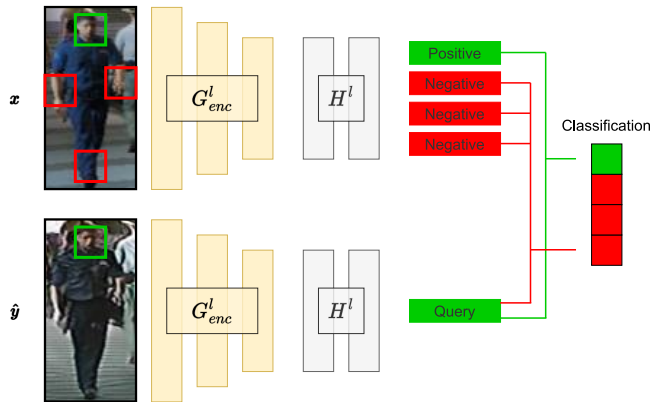 x
G^l_enc
H^l
Positive
Negative
Negative
Negative
Classification
ŷ
G^l_enc
H^l
Query